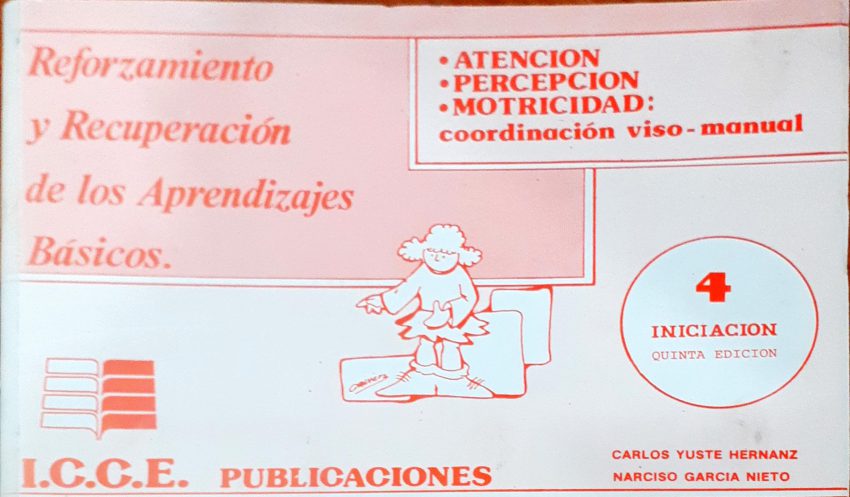 Reforzamiento
y Recuperación
de los Aprendizajes
Básicos.
• ATENCION
• PERCEPCION
• MOTRICIDAD:
coordinación viso-manual
4
INICIACION
QUINTA EDICION
I.C.C.E. PUBLICACIONES
CARLOS YUSTE HERNANZ
NARCISO GARCIA NIETO